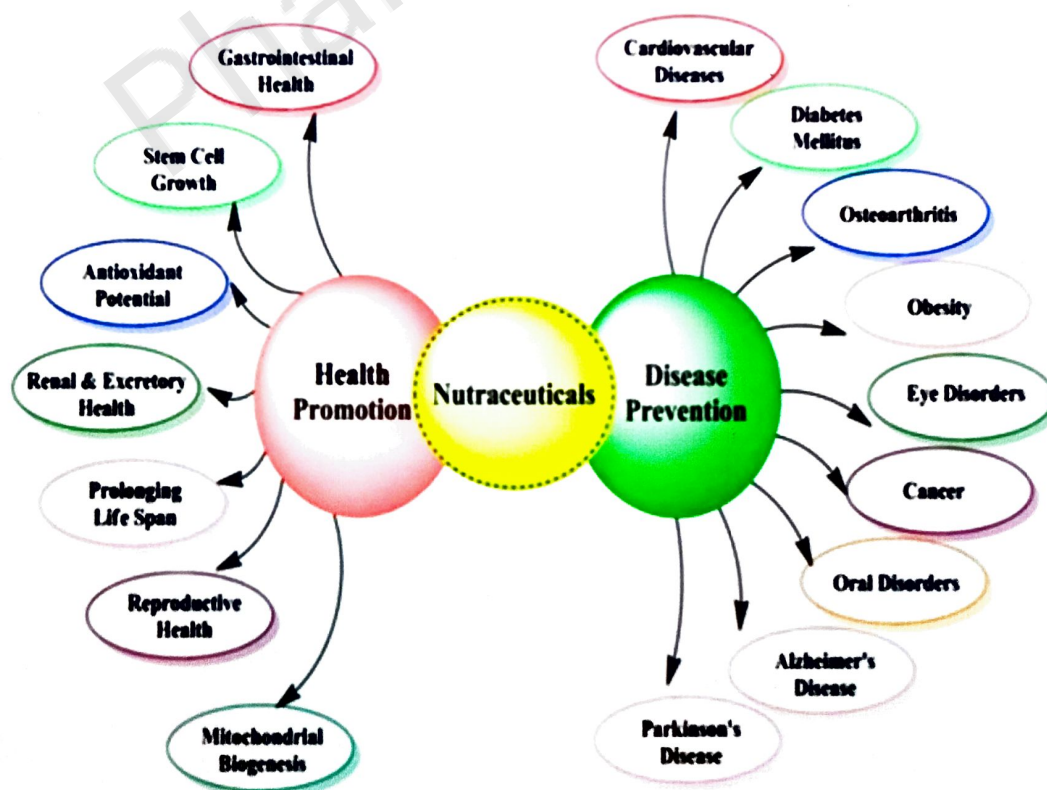 Pha
Gastrointestinal
Health
Stem Cell
Growth
Antioxidant
Potential
Renal & Excretory
Health
Prolonging
Life Span
Reproductive
Health
Mitochondrial
Biogenesis
Health
Promotion
Nutraceuticals
Disease
Prevention
Cardiovascular
Diseases
Diabetes
Mellitus
Osteoarthritis
Obesity
Eye Disorders
Cancer
Oral Disorders
Alzheimer's
Disease
Parkinson's
Disease